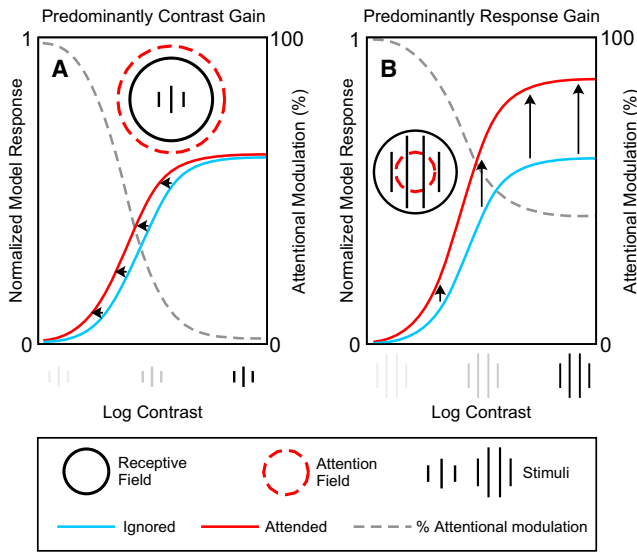 Predominantly Contrast Gain
Predominantly Response Gain
1
100
1
100
A
B
Normalized Model Response
Attentional Modulation (%)
Normalized Model Response
Attentional Modulation (%)
0
0
0
0
Log Contrast
Log Contrast
Receptive
Field
Attention
Field
Stimuli
Ignored
Attended
% Attentional modulation